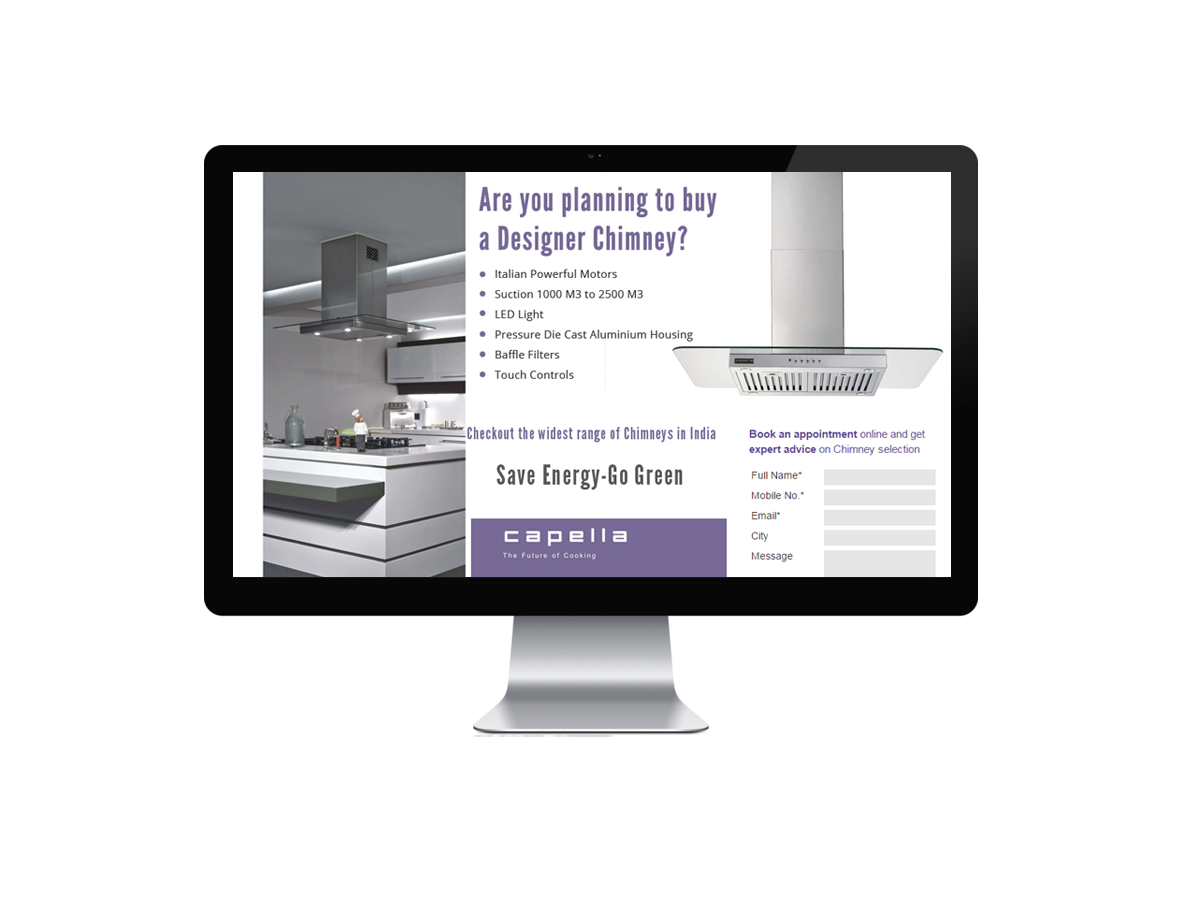 Are you planning to buy
a Designer Chimney?
Italian Powerful Motors
Suction 1000 M3 to 2500 M3
LED Light
Pressure Die Cast Aluminium Housing
Baffle Filters
Touch Controls
Checkout the widest range of Chimneys in India
Save Energy-Go Green
capella
The Future of Cooking
Book an appointment online and get
expert advice on Chimney selection
Full Name*
Mobile No.*
Email*
City
Message